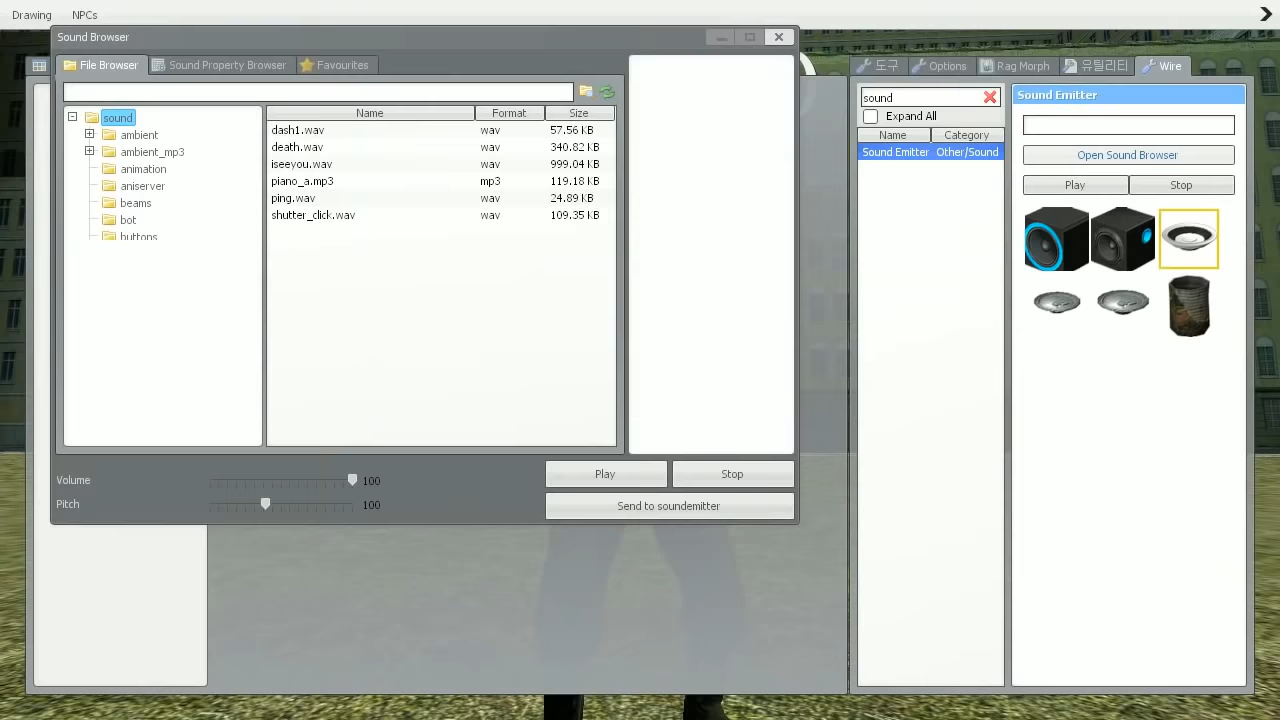 Drawing NPCs
Sound Browser
File Browser Sound Property Browser Favourites
sound
ambient
ambient_mp3
animation
aniserver
beams
bot
buttons
Name Format Size
dash1.wav wav 57.56 KB
death.wav wav 340.82 KB
iseeyou.wav wav 999.04 KB
piano_a.mp3 mp3 119.18 KB
ping.wav wav 24.89 KB
shutter_click.wav wav 109.35 KB
Volume 100
Pitch 100
Play Stop
Send to soundemitter
도구 Options Rag Morph 유틸리티 Wire
sound
Expand All
Name Category
Sound Emitter Other/Sound
Sound Emitter
Open Sound Browser
Play Stop